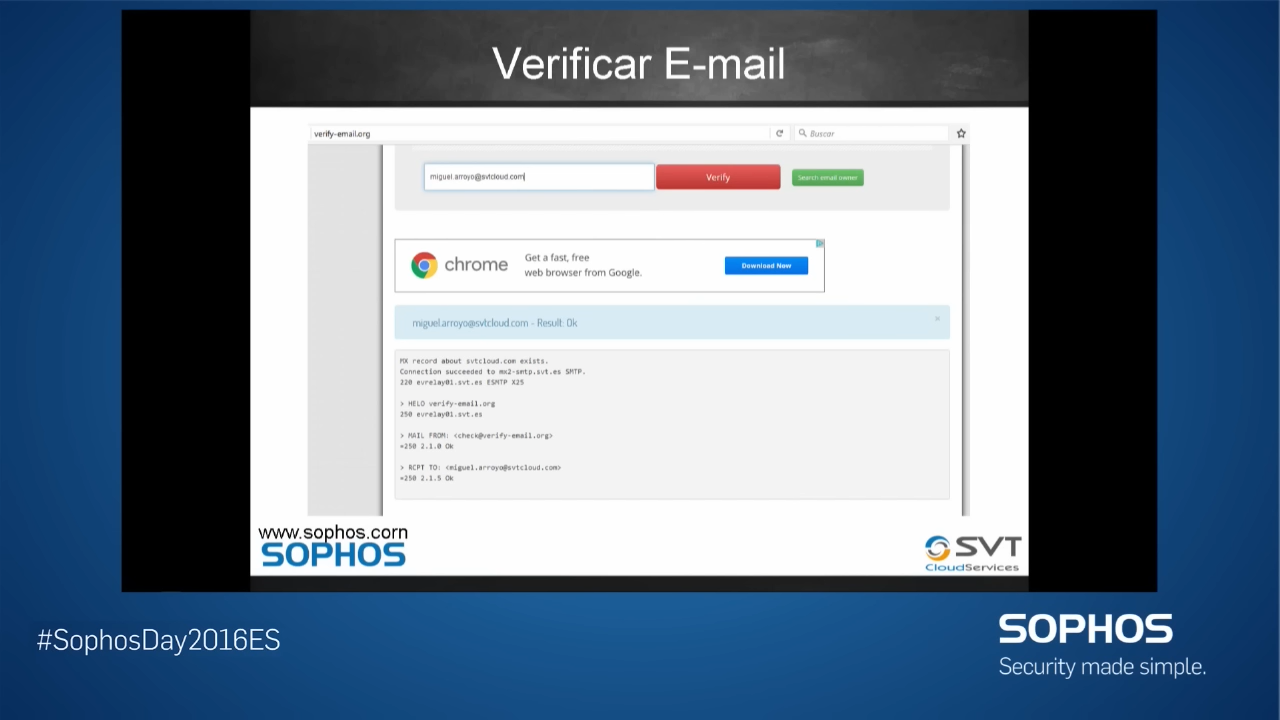 Verificar E-mail
verify-email.org
Buscar
miguel.arroyo@svtcloud.com
Verify
Search email owner
chrome
Get a fast, free
web browser from Google.
Download Now
miguel.arroyo@svtcloud.com - Result: Ok
MX record about svtcloud.com exists.
Connection succeeded to mx2-smtp.svt.es SMTP.
220 evrelay01.svt.es ESMTP X25
> HELO verify-email.org
250 evrelay01.svt.es
> MAIL FROM: <check@verify-email.org>
=250 2.1.0 Ok
> RCPT TO: <miguel.arroyo@svtcloud.com>
=250 2.1.5 Ok
www.sophos.corn
SOPHOS
SVT
CloudServices
#SophosDay2016ES
SOPHOS
Security made simple.